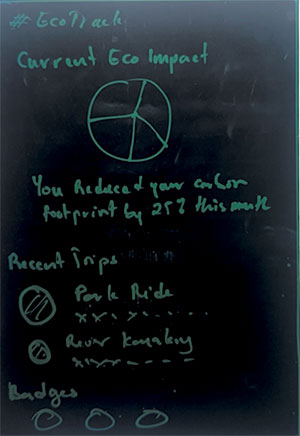 # EcoTrack
Current Eco Impact
You Reduced your carbon
footprint by 25% this month
Recent Trips
Park Ride
River Kayaking
Badges